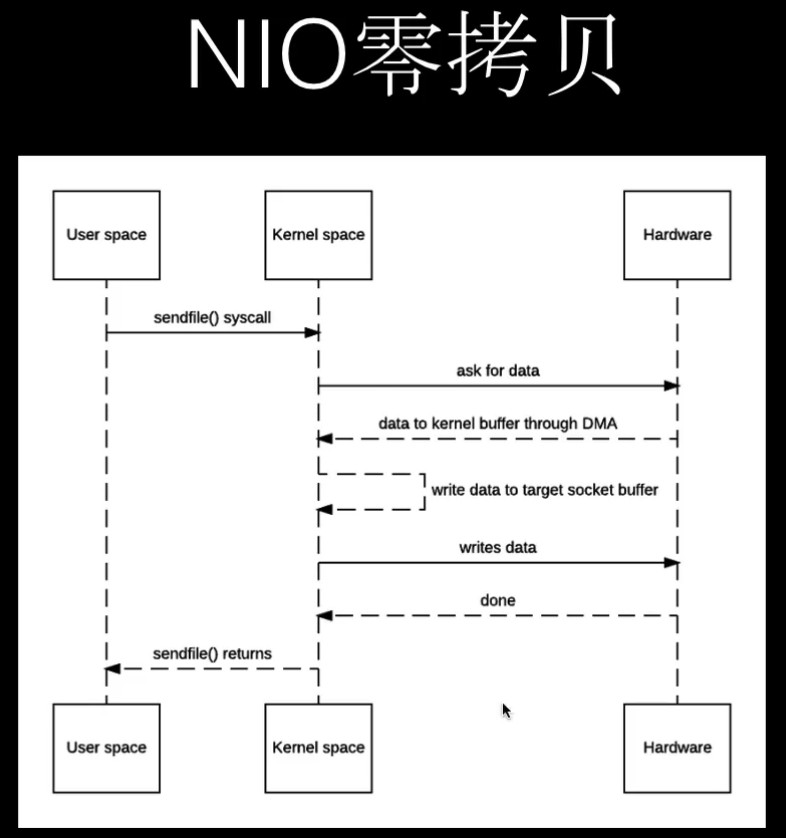 NIO零拷贝
User space
Kernel space
Hardware
sendfile() syscall
ask for data
data to kernel buffer through DMA
write data to target socket buffer
writes data
done
sendfile() returns
User space
Kernel space
Hardware